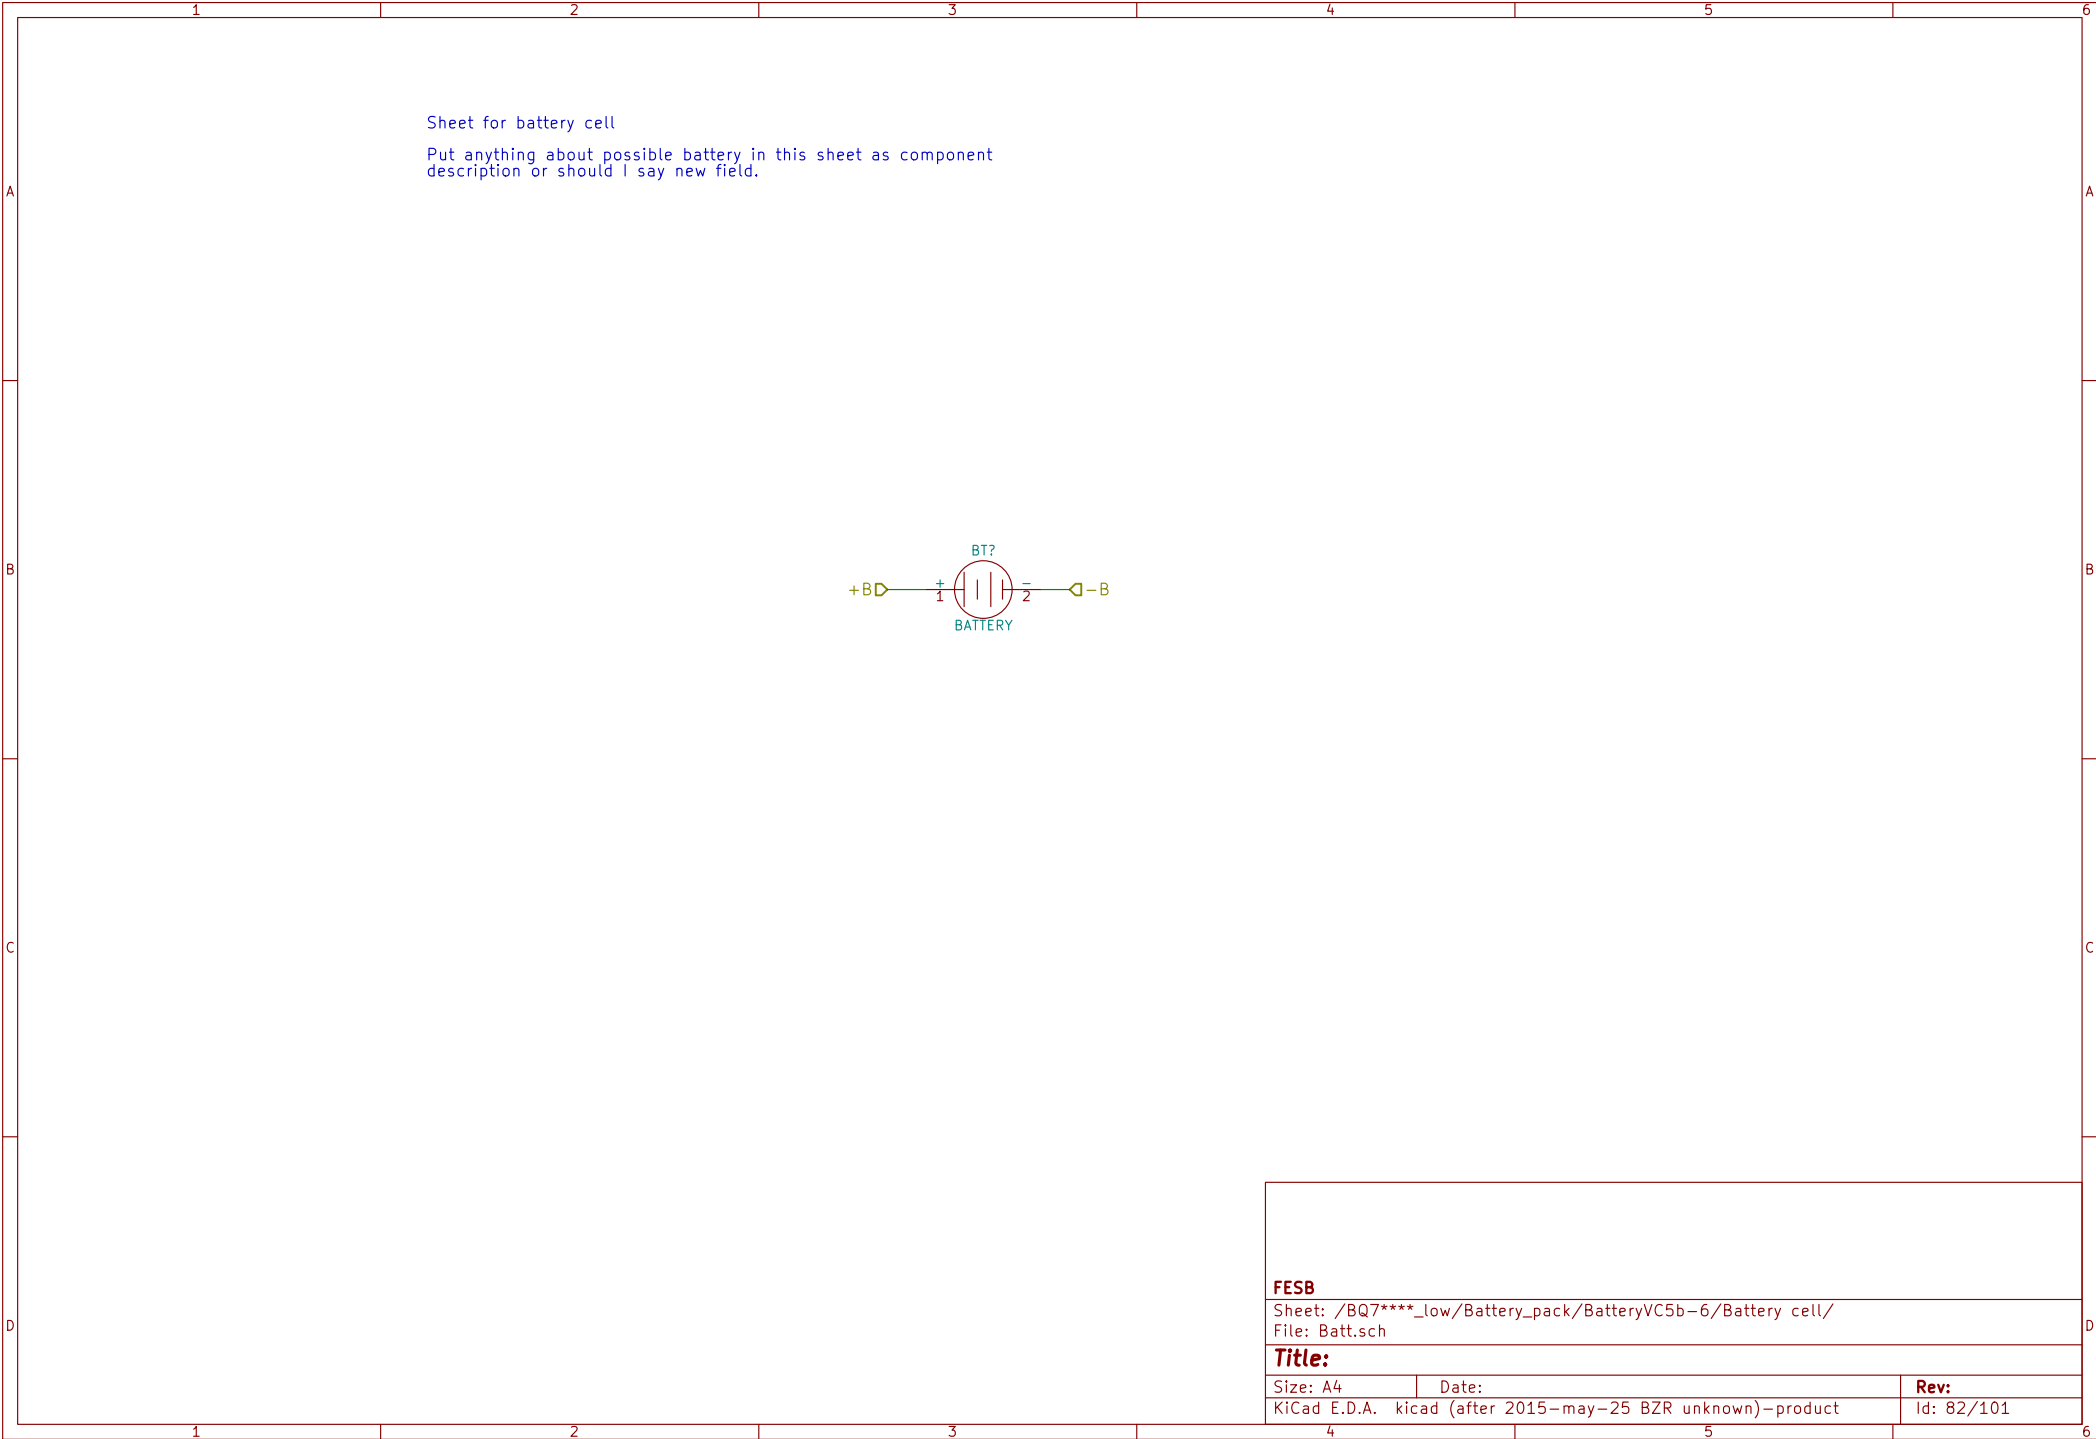 1 2 3 4 5 6
Sheet for battery cell
Put anything about possible battery in this sheet as component
description or should I say new field.
A A
BT?
B B
+B + − −B
1 2
BATTERY
C C
FESB
Sheet: /BQ7****_low/Battery_pack/BatteryVC5b−6/Battery cell/
File: Batt.sch
D D
Title:
Size: A4 Date: Rev:
KiCad E.D.A. kicad (after 2015−may−25 BZR unknown)−product Id: 82/101
1 2 3 4 5 6